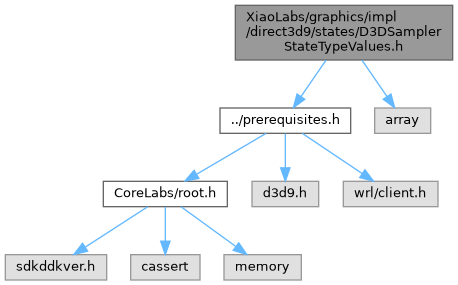 XiaoLabs/graphics/impl
/direct3d9/states/D3DSampler
StateTypeValues.h
../prerequisites.h
array
CoreLabs/root.h
d3d9.h
wrl/client.h
sdkddkver.h
cassert
memory